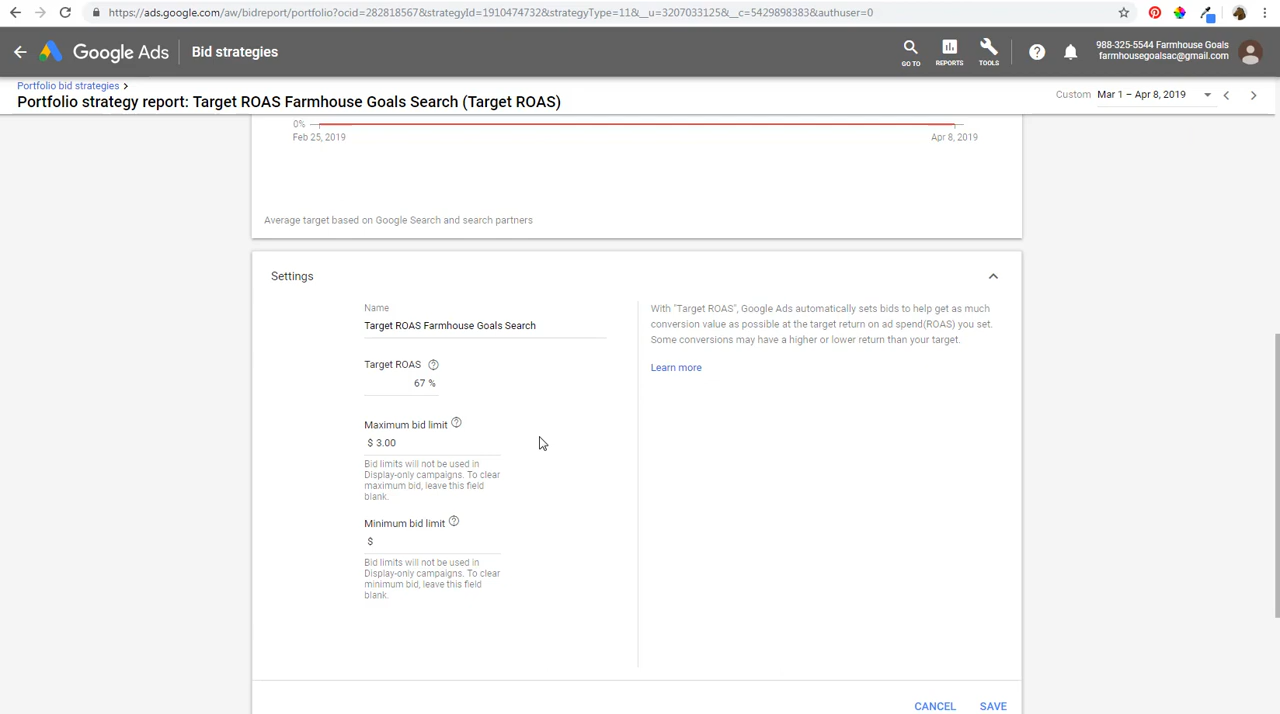 https://ads.google.com/aw/bidreport/portfolio?ocid=282818567&strategyId=1910474732&strategyType=11&__u=3207033125&__c=5429898383&authuser=0
Google Ads
Bid strategies
GO TO
REPORTS
TOOLS
988-325-5544 Farmhouse Goals
farmhousegoalsac@gmail.com
Portfolio bid strategies
Portfolio strategy report: Target ROAS Farmhouse Goals Search (Target ROAS)
Custom Mar 1 – Apr 8, 2019
0%
Feb 25, 2019
Apr 8, 2019
Average target based on Google Search and search partners
Settings
Name
Target ROAS Farmhouse Goals Search
Target ROAS
67 %
Maximum bid limit
$ 3.00
Bid limits will not be used in
Display-only campaigns. To clear
maximum bid, leave this field
blank.
Minimum bid limit
$
Bid limits will not be used in
Display-only campaigns. To clear
minimum bid, leave this field
blank.
With "Target ROAS", Google Ads automatically sets bids to help get as much
conversion value as possible at the target return on ad spend(ROAS) you set.
Some conversions may have a higher or lower return than your target.
Learn more
CANCEL
SAVE